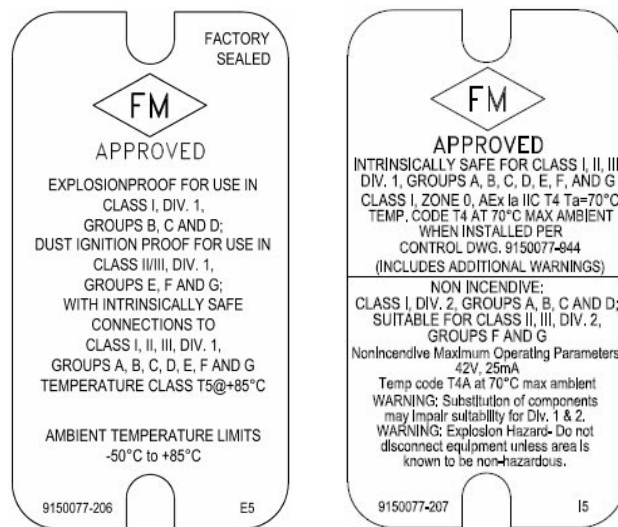 FACTORY
SEALED
FM
APPROVED
EXPLOSIONPROOF FOR USE IN
CLASS I, DIV. 1,
GROUPS B, C AND D;
DUST IGNITION PROOF FOR USE IN
CLASS II/III, DIV. 1,
GROUPS E, F AND G;
WITH INTRINSICALLY SAFE
CONNECTIONS TO
CLASS I, II, III, DIV. 1,
GROUPS A, B, C, D, E, F AND G
TEMPERATURE CLASS T5@+85°C
AMBIENT TEMPERATURE LIMITS
-50°C to +85°C
9150077-206 E5
FM
APPROVED
INTRINSICALLY SAFE FOR CLASS I, II, III
DIV. 1, GROUPS A, B, C, D, E, F, AND G
CLASS I, ZONE 0, AEx Ia IIC T4 Ta=70°C
TEMP. CODE T4 AT 70°C MAX AMBIENT
WHEN INSTALLED PER
CONTROL DWG. 9150077-944
(INCLUDES ADDITIONAL WARNINGS)
NON INCENDIVE:
CLASS I, DIV. 2, GROUPS A, B, C AND D;
SUITABLE FOR CLASS II, III, DIV. 2,
GROUPS F AND G
Nonincendive Maximum Operating Parameters
42V, 25mA
Temp code T4A at 70°C max ambient
WARNING: Substitution of components
may impair suitability for Div. 1 & 2.
WARNING: Explosion Hazard- Do not
disconnect equipment unless area is
known to be non-hazardous.
9150077-207 I5